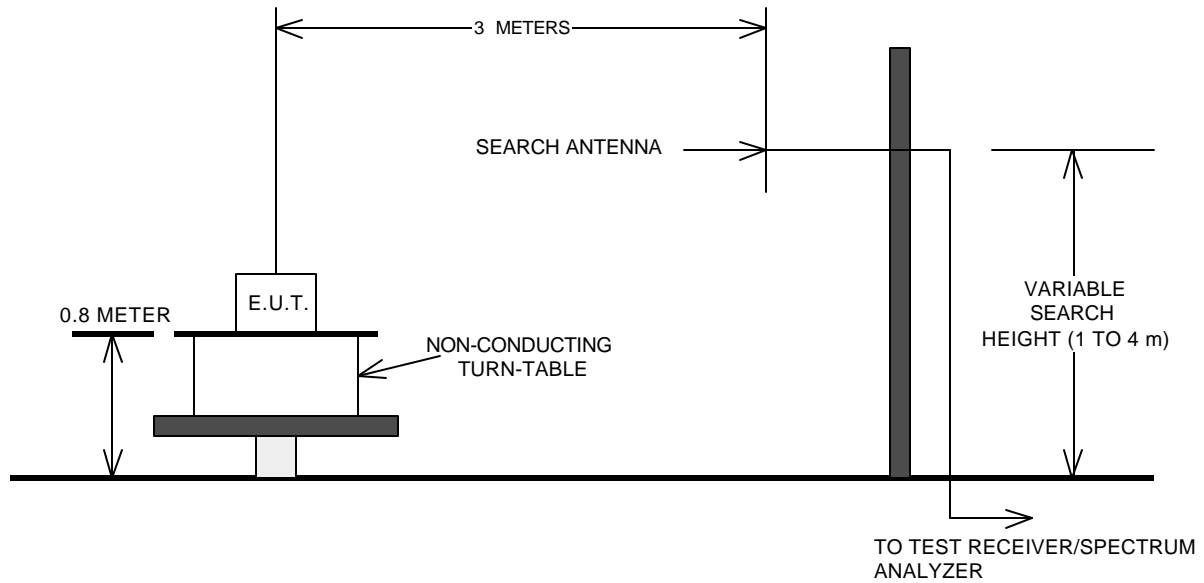 3 METERS
SEARCH ANTENNA
E.U.T.
0.8 METER
NON-CONDUCTING
TURN-TABLE
VARIABLE
SEARCH
HEIGHT (1 TO 4 m)
TO TEST RECEIVER/SPECTRUM
ANALYZER